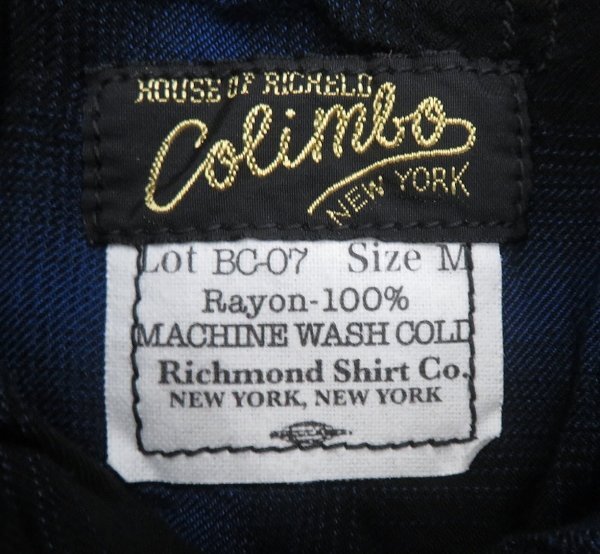 HOUSE OF RICHELO
Colimbo
NEW YORK
Lot BC-07 Size M
Rayon-100%
MACHINE WASH COLD
Richmond Shirt Co.
NEW YORK, NEW YORK